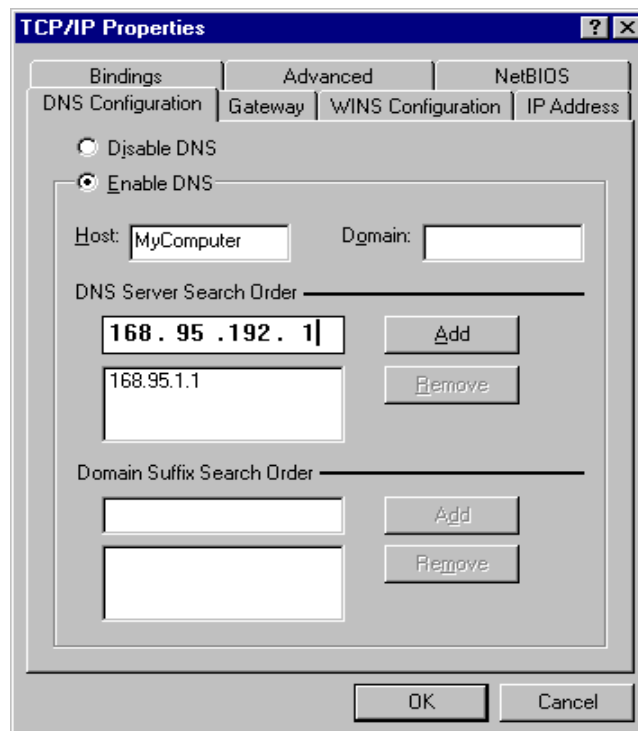 TCP/IP Properties
Bindings Advanced NetBIOS
DNS Configuration Gateway WINS Configuration IP Address
Disable DNS
Enable DNS
Host: MyComputer Domain:
DNS Server Search Order
168. 95 .192. 1 Add
168.95.1.1 Remove
Domain Suffix Search Order
Add
Remove
OK Cancel